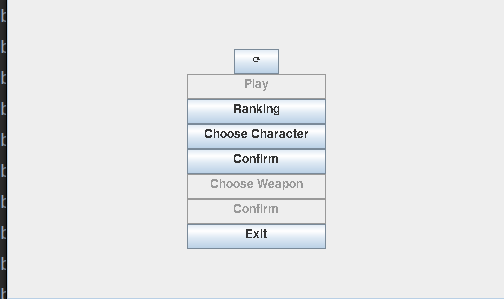 ⟳
Play
Ranking
Choose Character
Confirm
Choose Weapon
Confirm
Exit